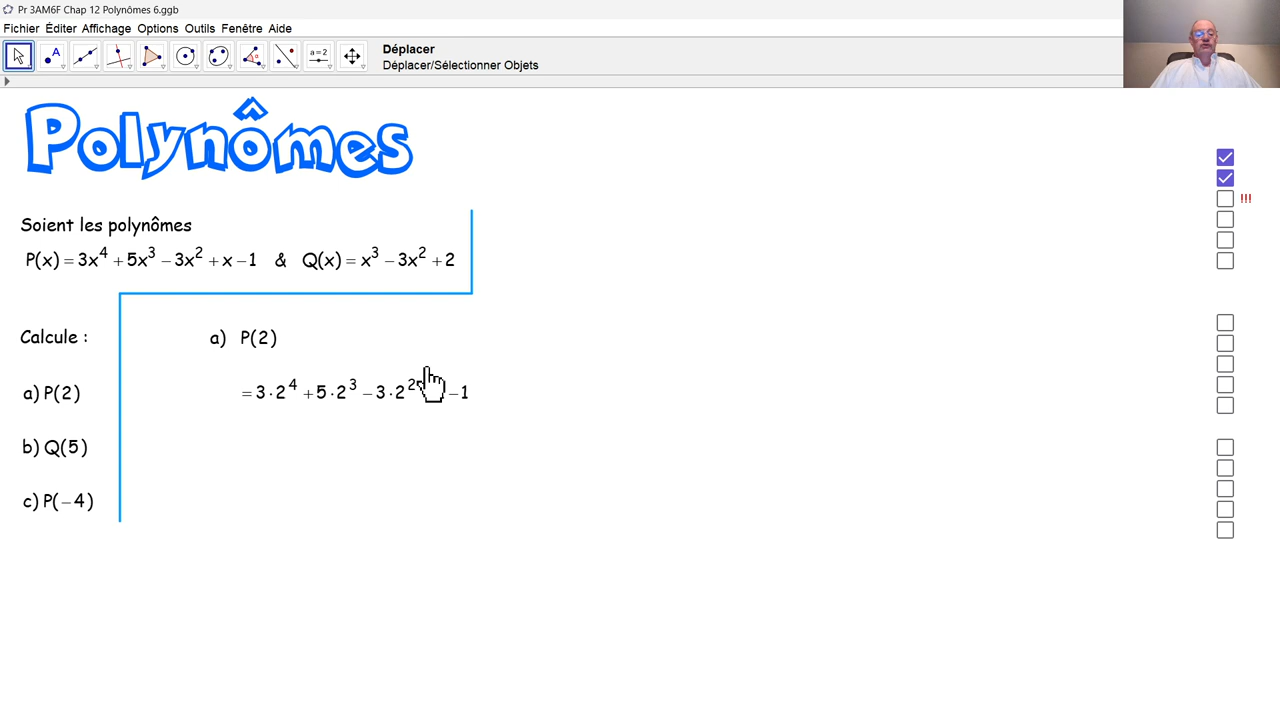 Pr 3AM6F Chap 12 Polynômes 6.ggb
Fichier Éditer Affichage Options Outils Fenêtre Aide
A
a=2
Déplacer
Déplacer/Sélectionner Objets
Polynômes
!!!
Soient les polynômes
P(x) = 3x⁴ + 5x³ − 3x² + x − 1 & Q(x) = x³ − 3x² + 2
Calcule :
a) P(2)
a) P(2)
= 3 · 2⁴ + 5 · 2³ − 3 · 2² − 1
b) Q(5)
c) P(−4)